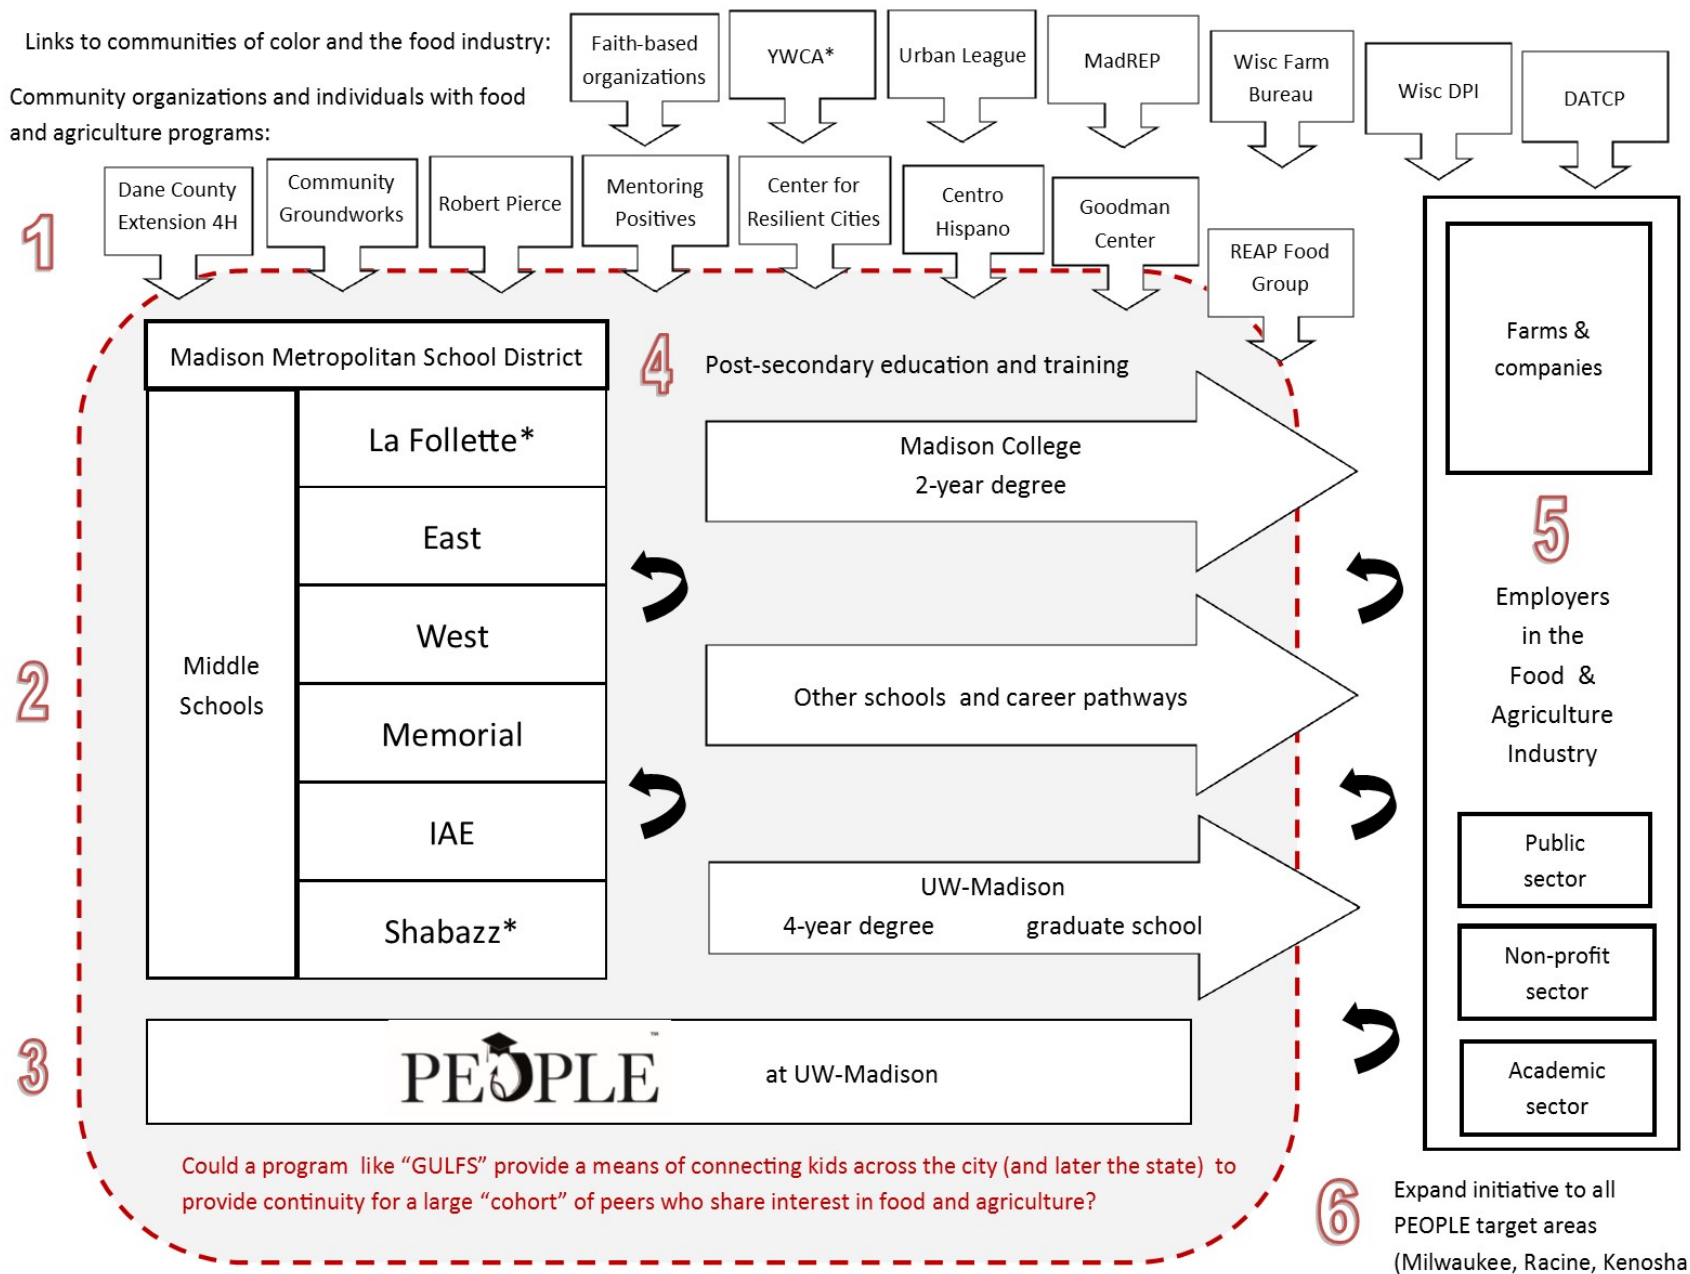 Links to communities of color and the food industry:
Faith-based
organizations
YWCA*
Urban League
MadREP
Wisc Farm
Bureau
Wisc DPI
DATCP
Community organizations and individuals with food
and agriculture programs:
1
Dane County
Extension 4H
Community
Groundworks
Robert Pierce
Mentoring
Positives
Center for
Resilient Cities
Centro
Hispano
Goodman
Center
REAP Food
Group
2
Madison Metropolitan School District
Middle
Schools
La Follette*
East
West
Memorial
IAE
Shabazz*
3
PEOPLE™
at UW-Madison
4
Post-secondary education and training
Madison College
2-year degree
Other schools and career pathways
UW-Madison
4-year degree graduate school
Farms &
companies
5
Employers
in the
Food &
Agriculture
Industry
Public
sector
Non-profit
sector
Academic
sector
Could a program like “GULFS” provide a means of connecting kids across the city (and later the state) to
provide continuity for a large “cohort” of peers who share interest in food and agriculture?
6
Expand initiative to all
PEOPLE target areas
(Milwaukee, Racine, Kenosha